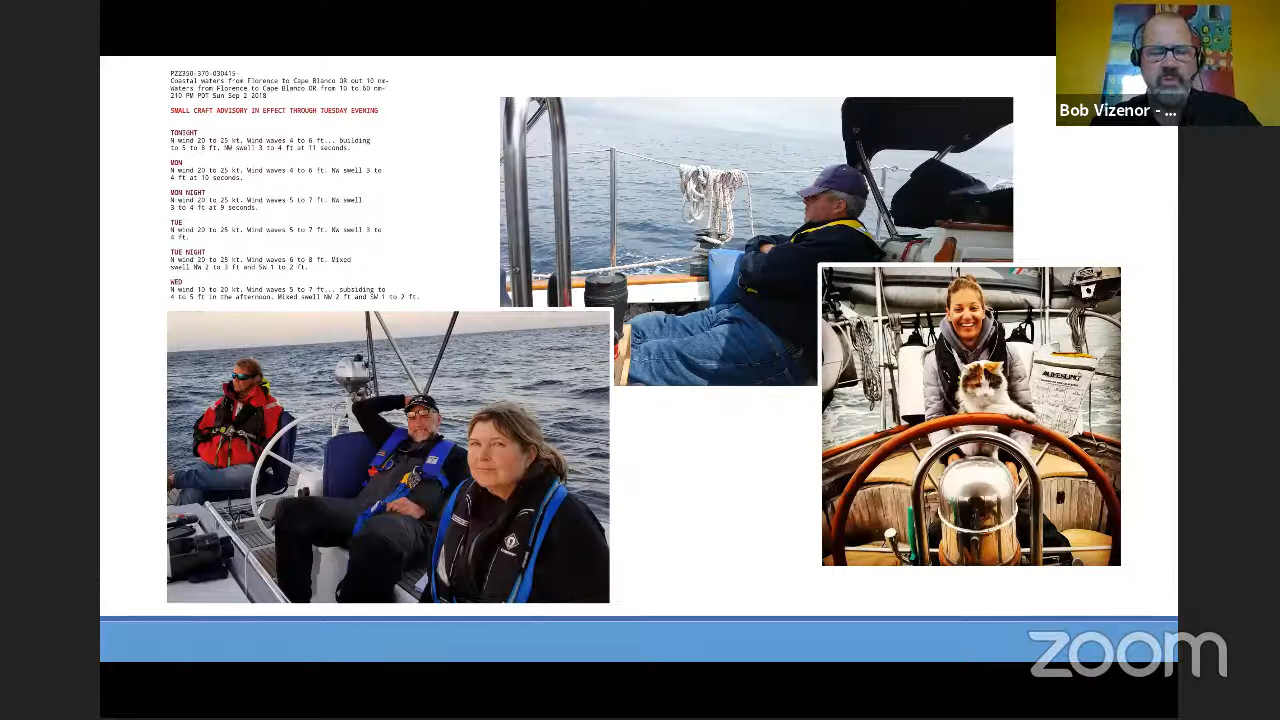 PZZ350-370-030415-
Coastal waters from Florence to Cape Blanco OR out 10 nm-
Waters from Florence to Cape Blanco OR from 10 to 60 nm-
210 PM PDT Sun Sep 2 2018
SMALL CRAFT ADVISORY IN EFFECT THROUGH TUESDAY EVENING
TONIGHT
N wind 20 to 25 kt. Wind waves 4 to 6 ft... building
to 5 to 8 ft. NW swell 3 to 4 ft at 11 seconds.
MON
N wind 20 to 25 kt. Wind waves 4 to 6 ft. NW swell 3 to
4 ft at 10 seconds.
MON NIGHT
N wind 20 to 25 kt. Wind waves 5 to 7 ft. NW swell
3 to 4 ft at 9 seconds.
TUE
N wind 20 to 25 kt. Wind waves 5 to 7 ft. NW swell 3 to
4 ft.
TUE NIGHT
N wind 20 to 25 kt. Wind waves 6 to 8 ft. Mixed
swell NW 2 to 3 ft and SW 1 to 2 ft.
WED
N wind 10 to 20 kt. Wind waves 5 to 7 ft... subsiding to
4 to 5 ft in the afternoon. Mixed swell NW 2 ft and SW 1 to 2 ft.
Bob Vizenor - ...
zoom